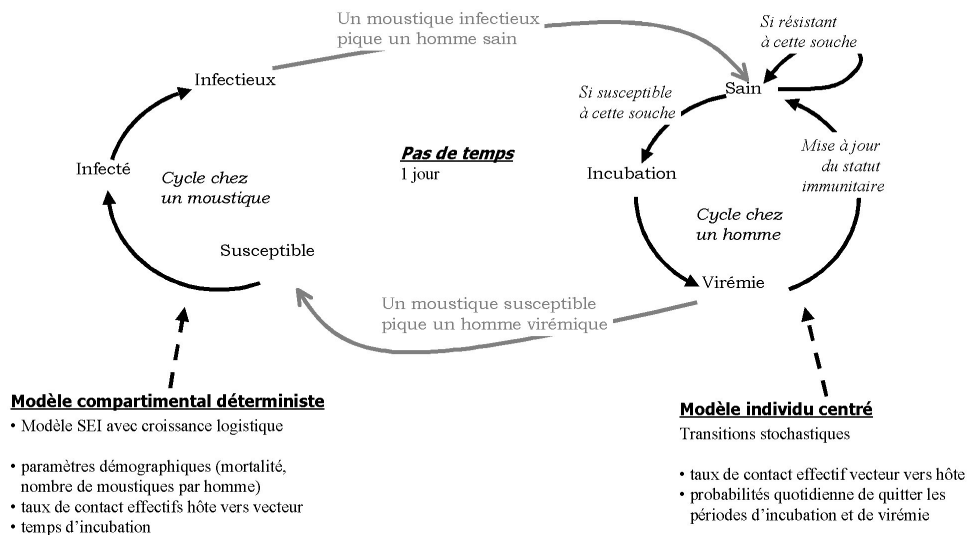 Un moustique infectieux
pique un homme sain
Si résistant
à cette souche
Infectieux
Sain
Si susceptible
à cette souche
Pas de temps
1 jour
Mise à jour
du statut
immunitaire
Infecté
Cycle chez
un moustique
Incubation
Cycle chez
un homme
Susceptible
Virémie
Un moustique susceptible
pique un homme virémique
Modèle compartimental déterministe
• Modèle SEI avec croissance logistique
• paramètres démographiques (mortalité,
nombre de moustiques par homme)
• taux de contact effectifs hôte vers vecteur
• temps d’incubation
Modèle individu centré
Transitions stochastiques
• taux de contact effectif vecteur vers hôte
• probabilités quotidienne de quitter les
périodes d’incubation et de virémie